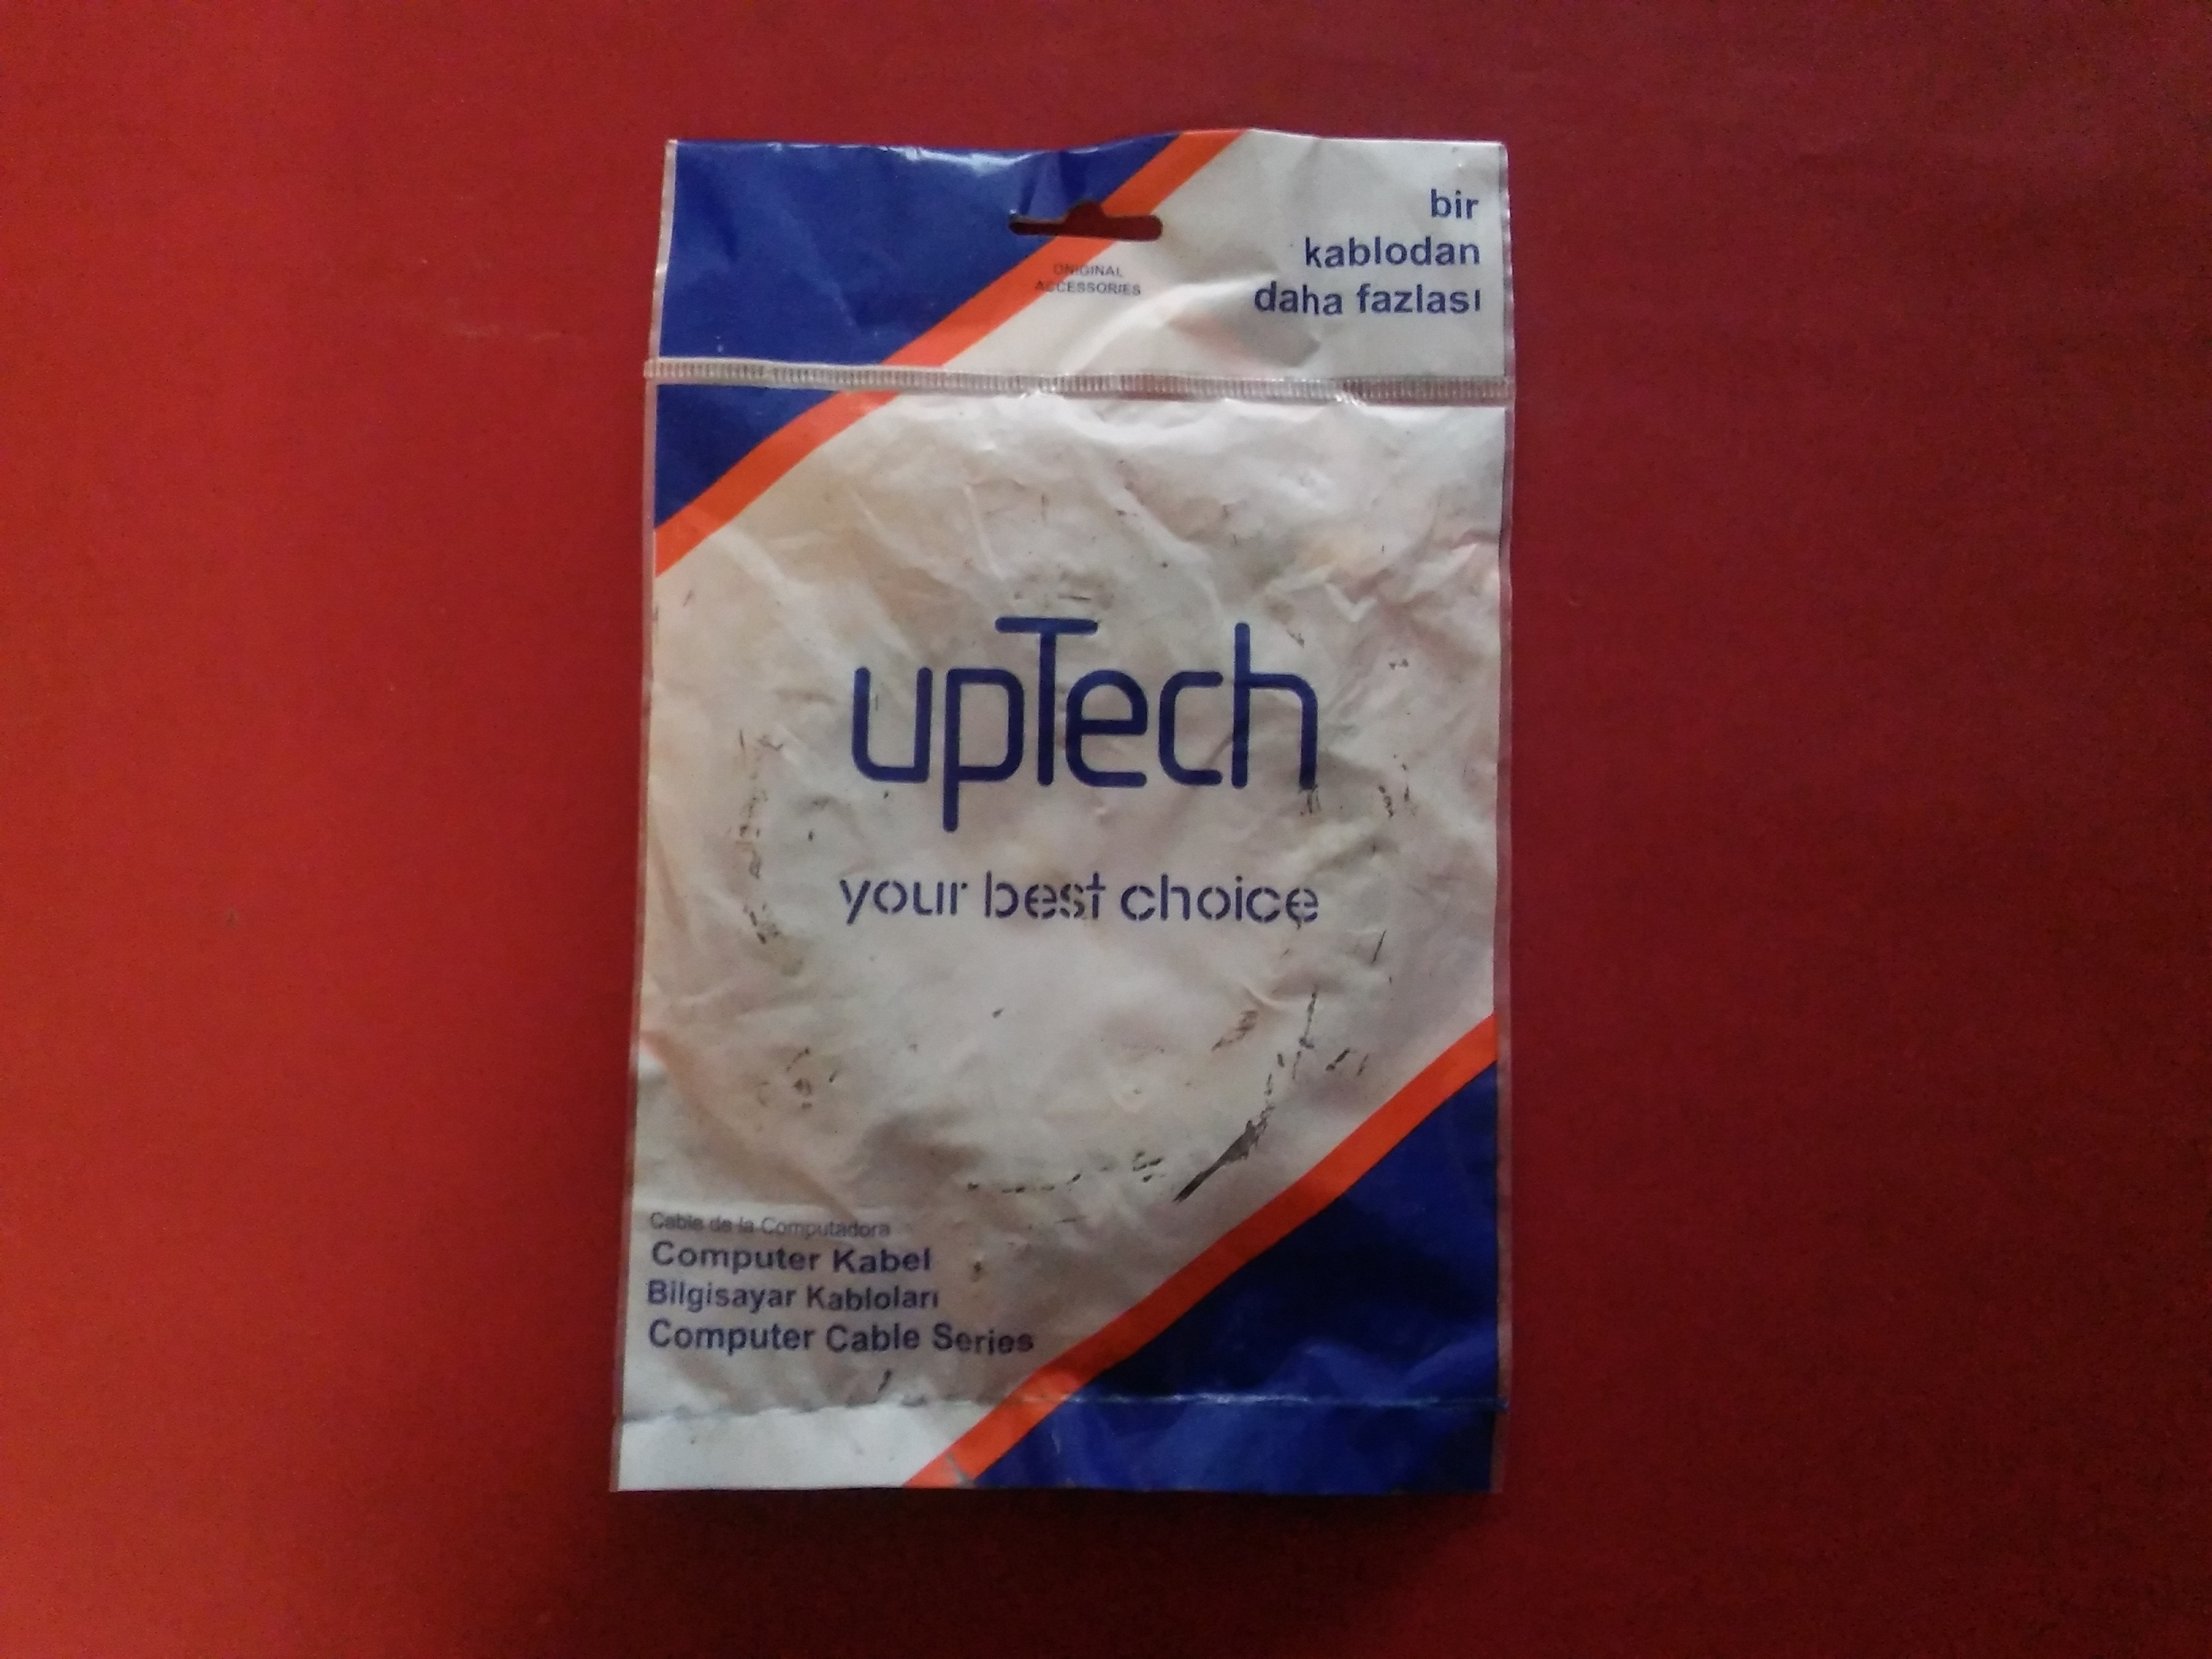 bir
kablodan
daha fazlası
ORIGINAL
ACCESSORIES
upTech
your best choice
Cable de la Computadora
Computer Kabel
Bilgisayar Kabloları
Computer Cable Series